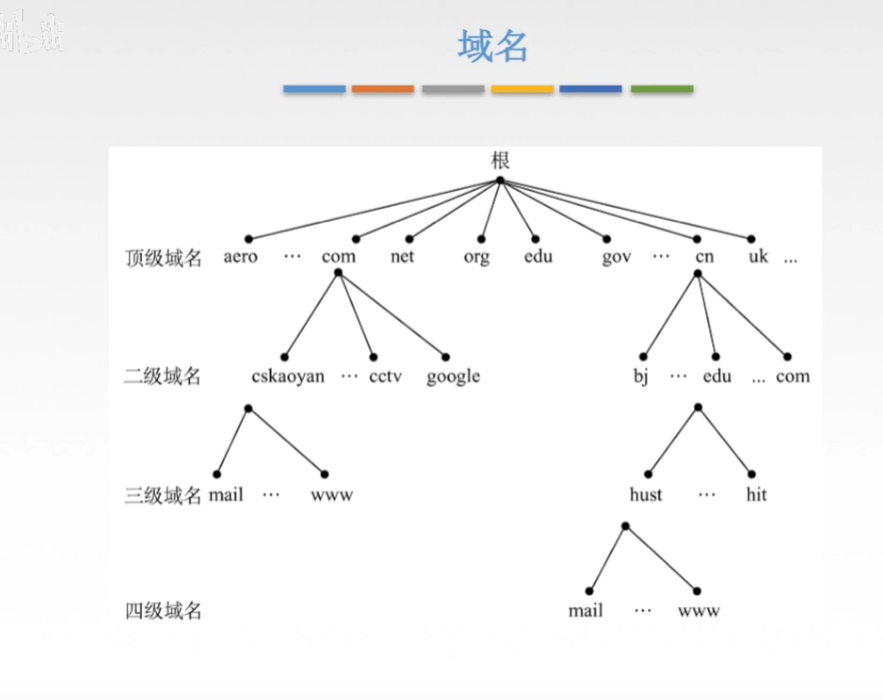 域名
根
顶级域名 aero … com net org edu gov … cn uk ...
二级域名 cskaoyan … cctv google bj … edu ... com
三级域名 mail … www hust … hit
四级域名 mail … www